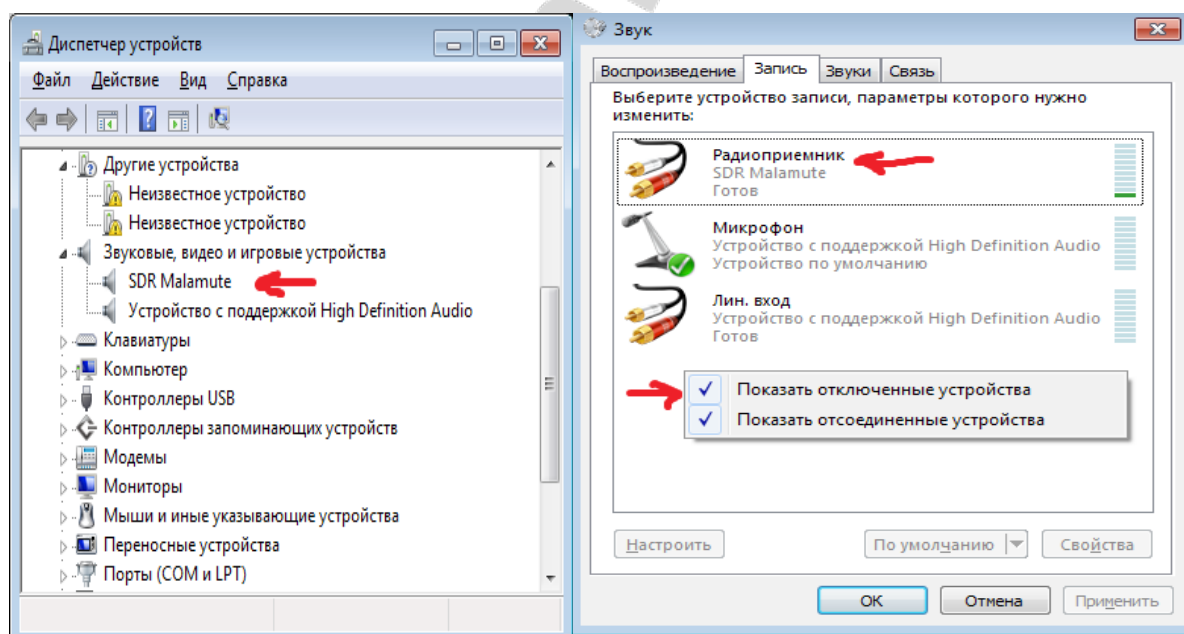 Диспетчер устройств
Файл Действие Вид Справка
Другие устройства
Неизвестное устройство
Неизвестное устройство
Звуковые, видео и игровые устройства
SDR Malamute
Устройство с поддержкой High Definition Audio
Клавиатуры
Компьютер
Контроллеры USB
Контроллеры запоминающих устройств
Модемы
Мониторы
Мыши и иные указывающие устройства
Переносные устройства
Порты (COM и LPT)
Звук
Воспроизведение Запись Звуки Связь
Выберите устройство записи, параметры которого нужно
изменить:
Радиоприемник
SDR Malamute
Готов
Микрофон
Устройство с поддержкой High Definition Audio
Устройство по умолчанию
Лин. вход
Устройство с поддержкой High Definition Audio
Готов
Показать отключенные устройства
Показать отсоединенные устройства
Настроить По умолчанию Свойства
ОК Отмена Применить